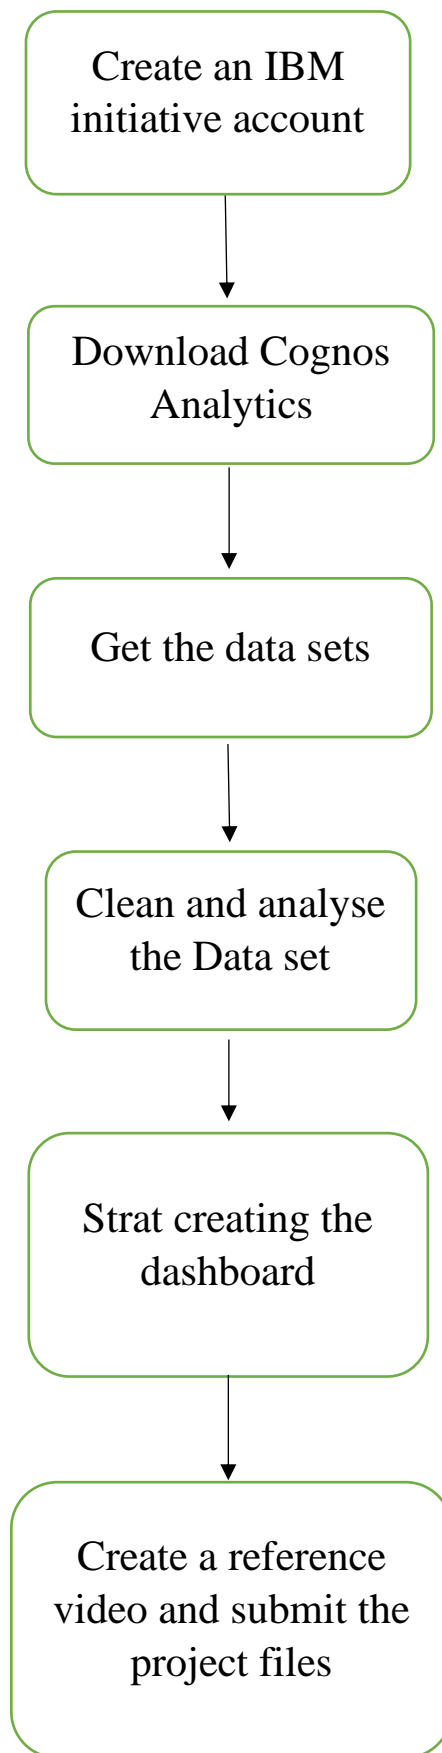 Create an IBM
initiative account
Download Cognos
Analytics
Get the data sets
Clean and analyse
the Data set
Strat creating the
dashboard
Create a reference
video and submit the
project files